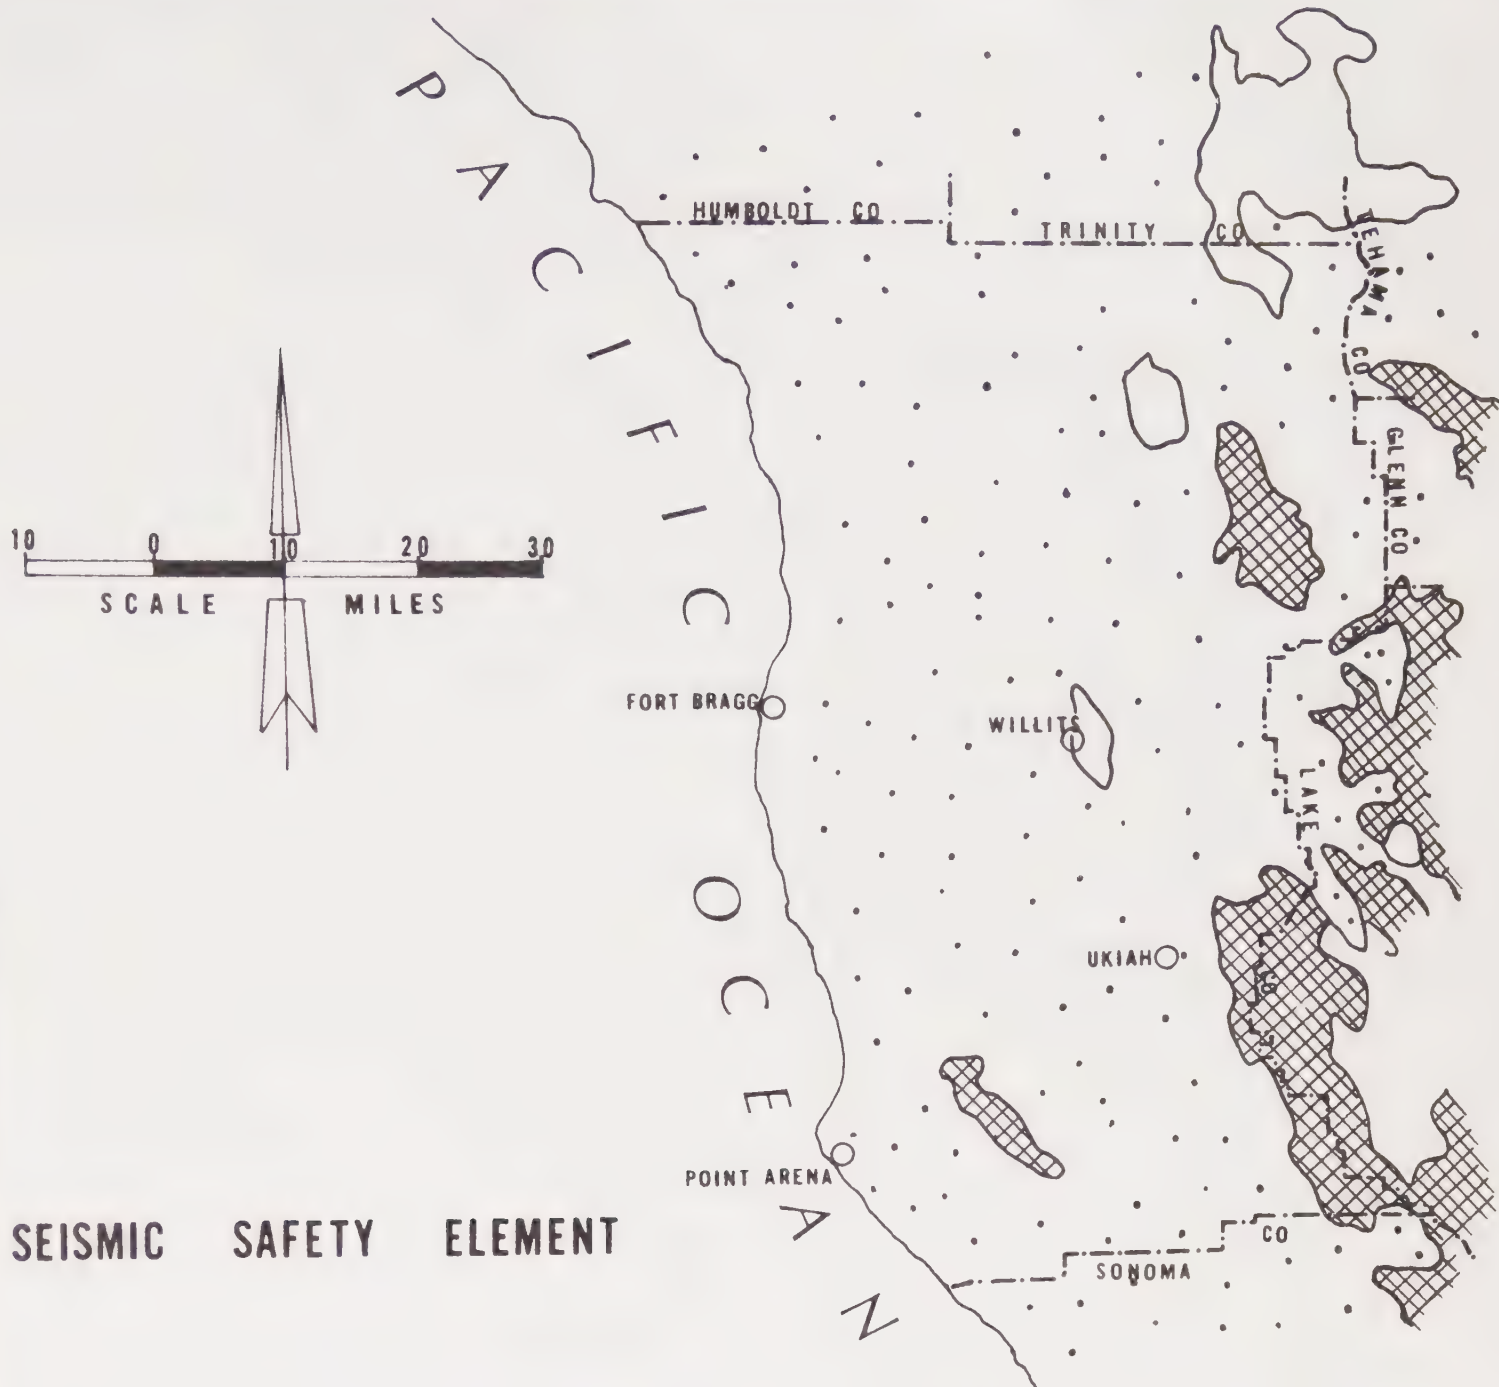 PACIFIC OCEAN
HUMBOLDT CO
TRINITY CO
TEHAMA CO
GLENN CO
10 0 10 20 30
SCALE MILES
FORT BRAGG
WILLITS
LAKE
CO
UKIAH
POINT ARENA
SEISMIC SAFETY ELEMENT
CO
SONOMA